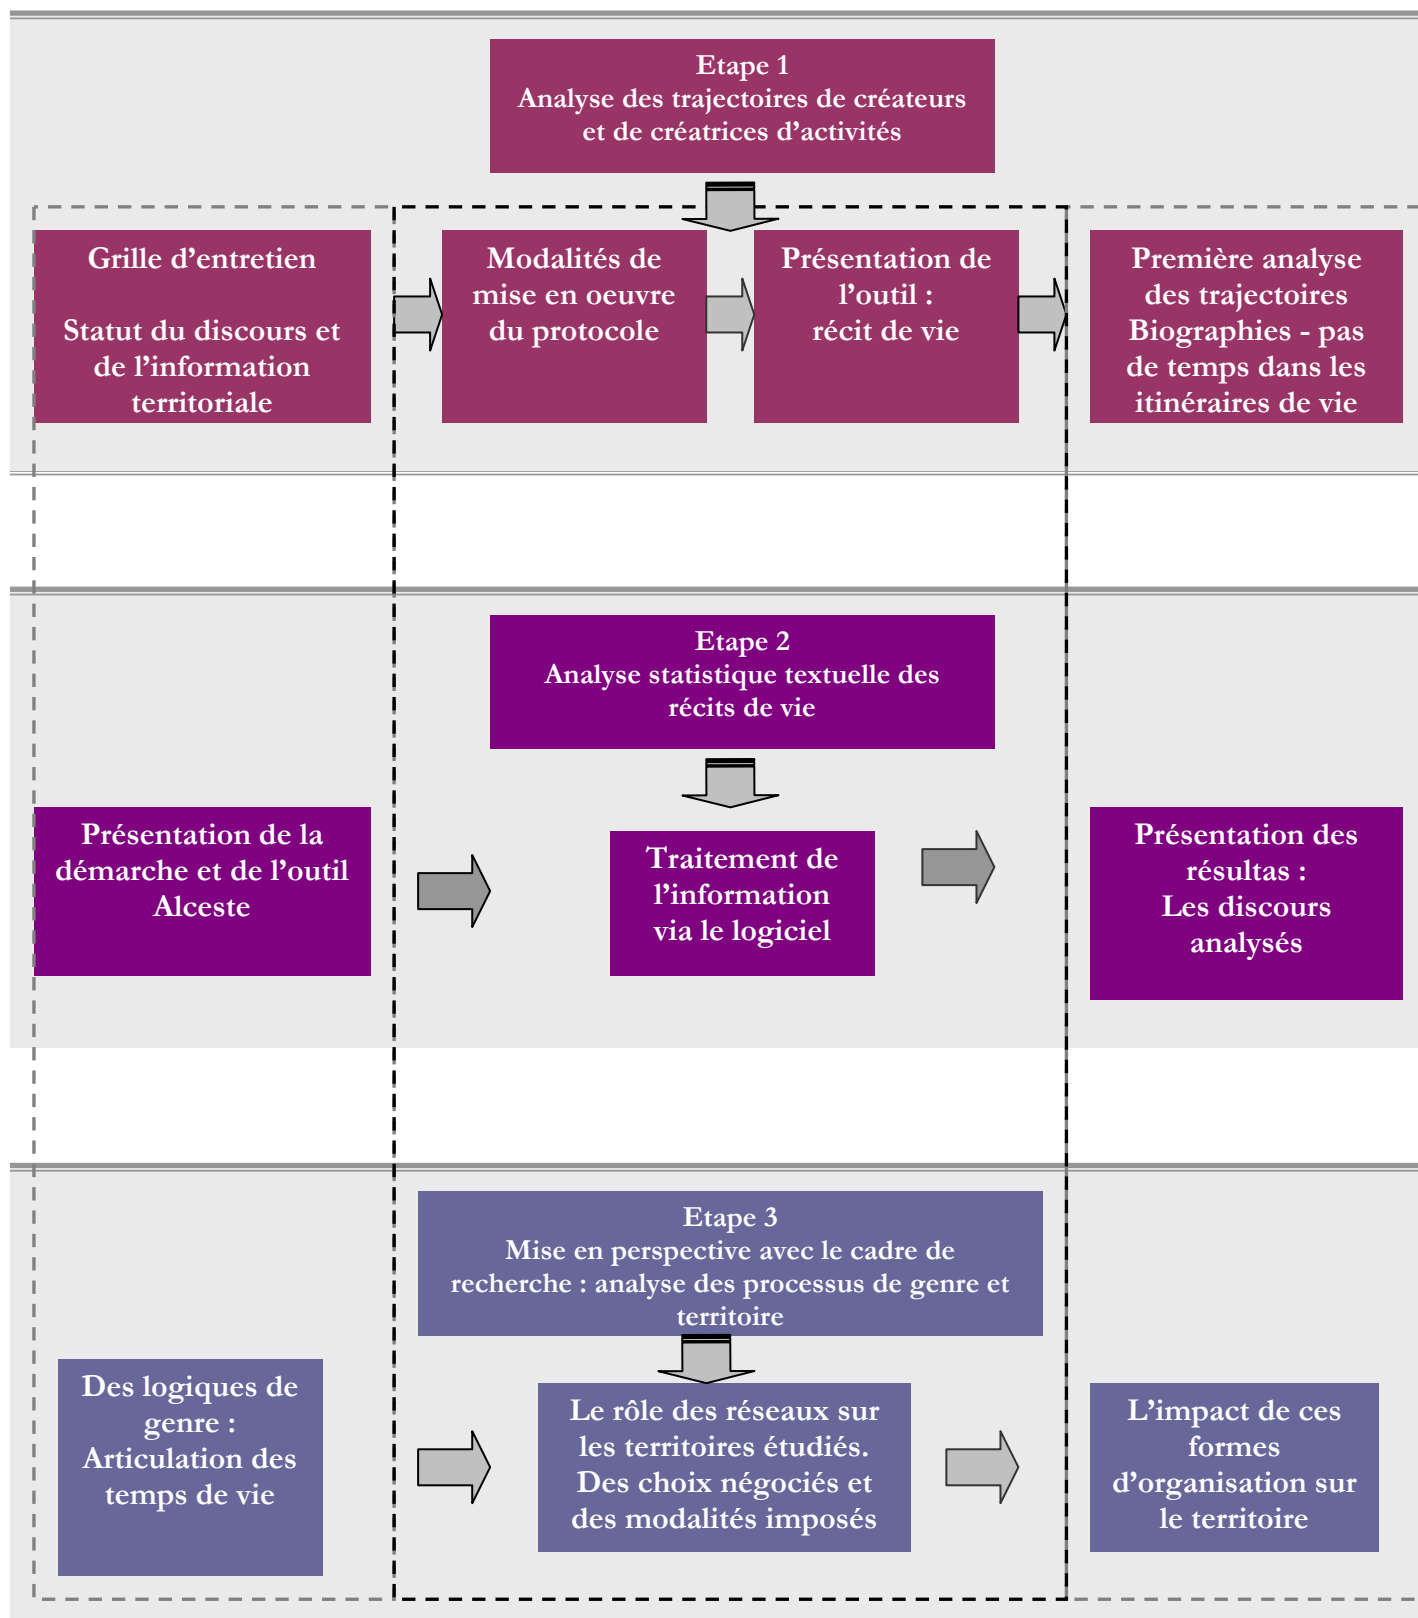 Etape 1
Analyse des trajectoires de créateurs
et de créatrices d’activités
Grille d’entretien
Statut du discours et
de l’information
territoriale
Modalités de
mise en oeuvre
du protocole
Présentation de
l’outil :
récit de vie
Première analyse
des trajectoires
Biographies - pas
de temps dans les
itinéraires de vie
Etape 2
Analyse statistique textuelle des
récits de vie
Présentation de la
démarche et de l’outil
Alceste
Traitement de
l’information
via le logiciel
Présentation des
résultas :
Les discours
analysés
Etape 3
Mise en perspective avec le cadre de
recherche : analyse des processus de genre et
territoire
Des logiques de
genre :
Articulation des
temps de vie
Le rôle des réseaux sur
les territoires étudiés.
Des choix négociés et
des modalités imposés
L’impact de ces
formes
d’organisation sur
le territoire